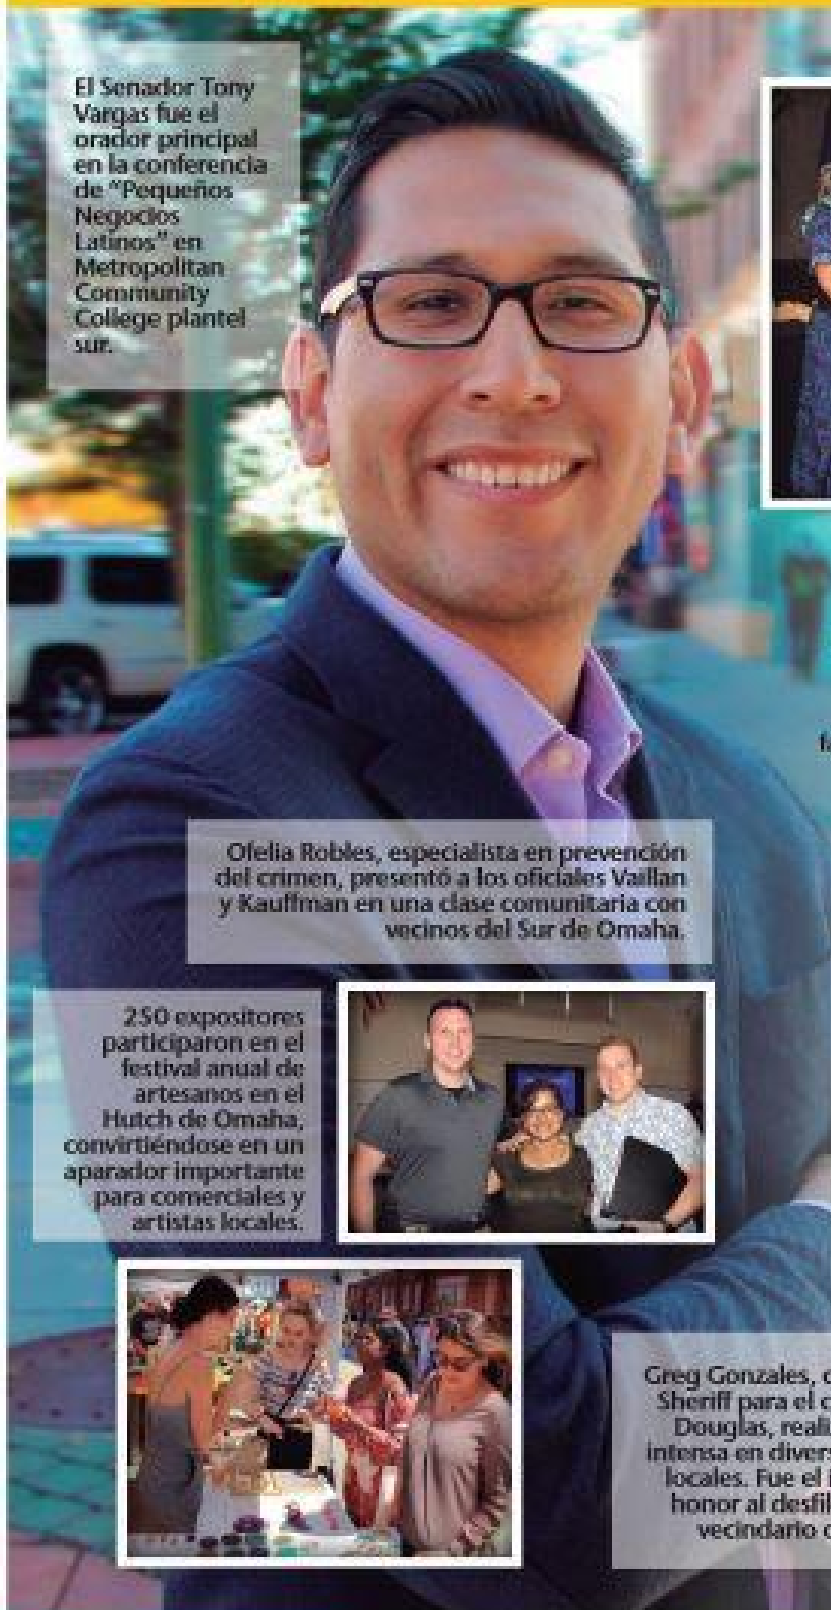 El Senador Tony
Vargas fue el
orador principal
en la conferencia
de "Pequeños
Negocios
Latinos" en
Metropolitan
Community
College plantel
sur.
Ofelia Robles, especialista en prevención
del crimen, presentó a los oficiales Vaillan
y Kauffman en una clase comunitaria con
vecinos del Sur de Omaha.
250 expositores
participaron en el
festival anual de
artesanos en el
Hutch de Omaha,
convirtiéndose en un
aparador importante
para comerciales y
artistas locales.
Greg Gonzales,
Sheriff para el
Douglas,
intensa en
locales. Fue el
honor al
vecindario